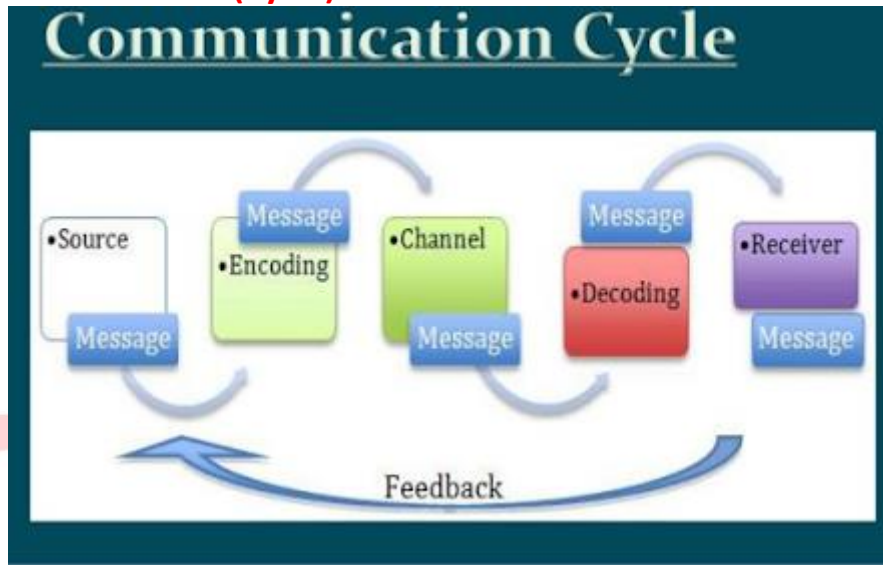 Communication Cycle
•Source
Message
Message
•Encoding
•Channel
Message
Message
•Decoding
•Receiver
Message
Feedback